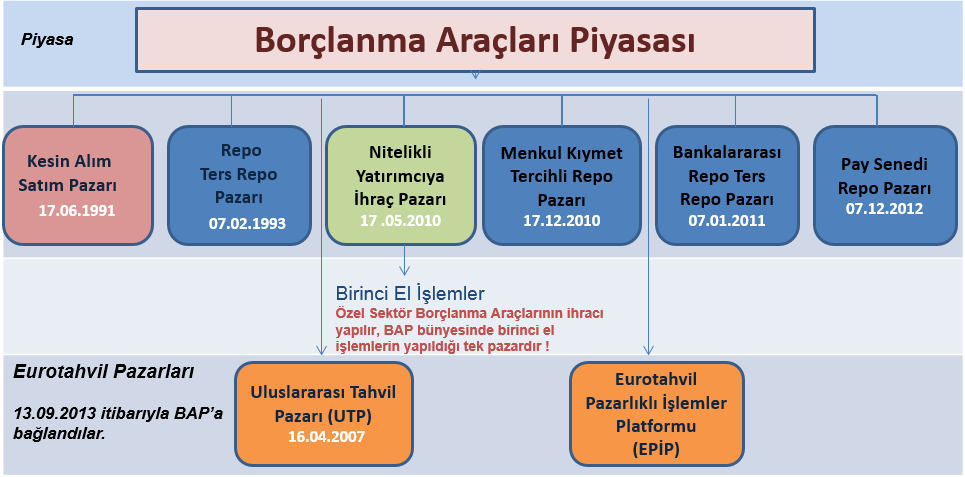 Piyasa
Borçlanma Araçları Piyasası
Kesin Alım
Satım Pazarı
17.06.1991
Repo
Ters Repo
Pazarı
07.02.1993
Nitelikli
Yatırımcıya
İhraç Pazarı
17 .05.2010
Menkul Kıymet
Tercihli Repo
Pazarı
17.12.2010
Bankalararası
Repo Ters
Repo Pazarı
07.01.2011
Pay Senedi
Repo Pazarı
07.12.2012
Birinci El İşlemler
Özel Sektör Borçlanma Araçlarının ihracı
yapılır, BAP bünyesinde birinci el
işlemlerin yapıldığı tek pazardır !
Eurotahvil Pazarları
13.09.2013 itibarıyla BAP’a
bağlandılar.
Uluslararası Tahvil
Pazarı (UTP)
16.04.2007
Eurotahvil
Pazarlıklı İşlemler
Platformu
(EPİP)